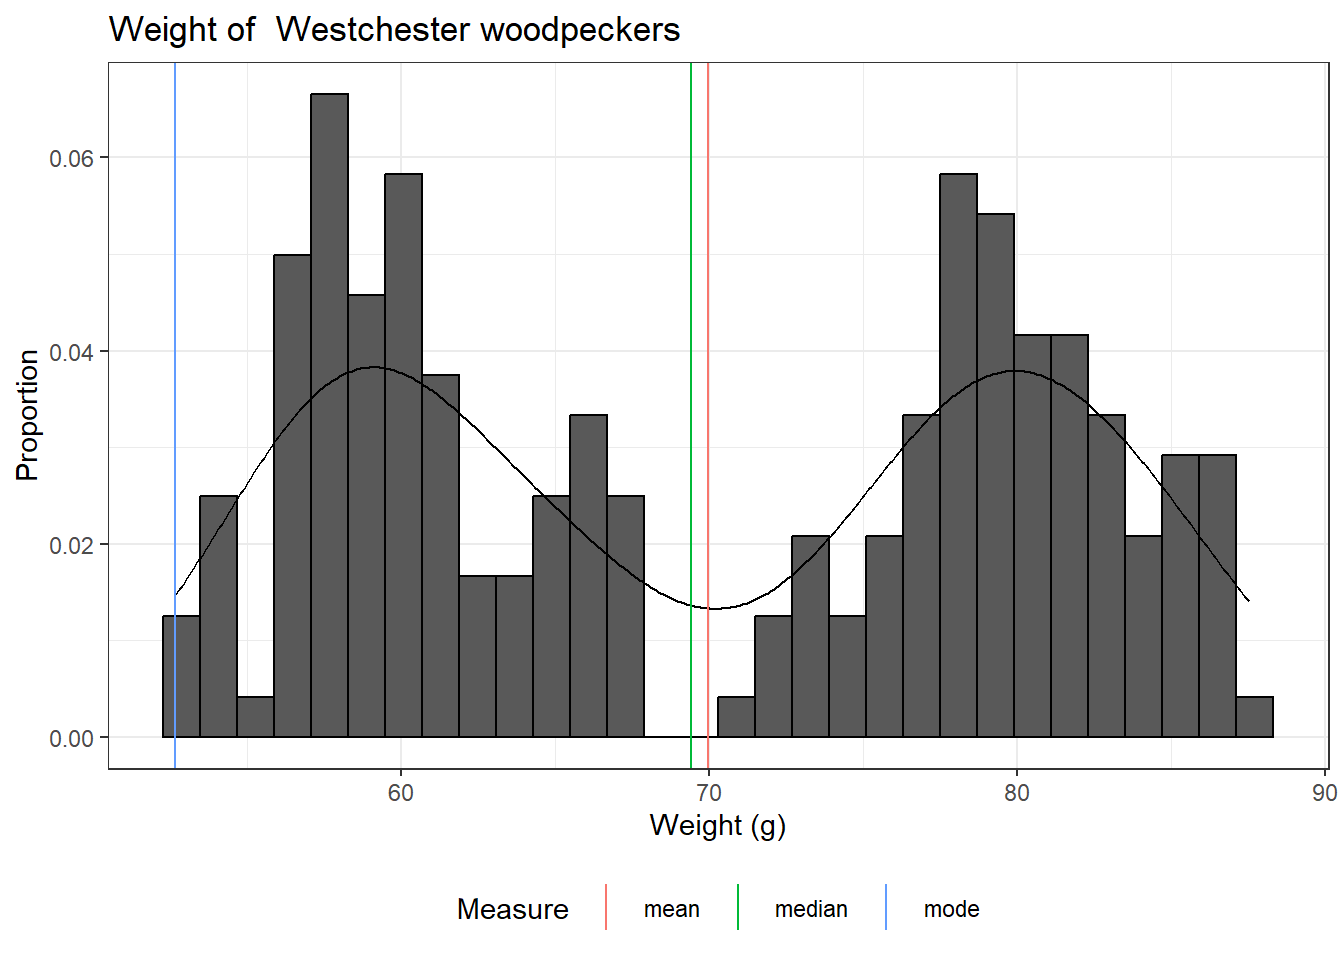 Weight of  Westchester woodpeckers
Proportion
0.06
0.04
0.02
0.00
60 70 80 90
Weight (g)
Measure mean median mode